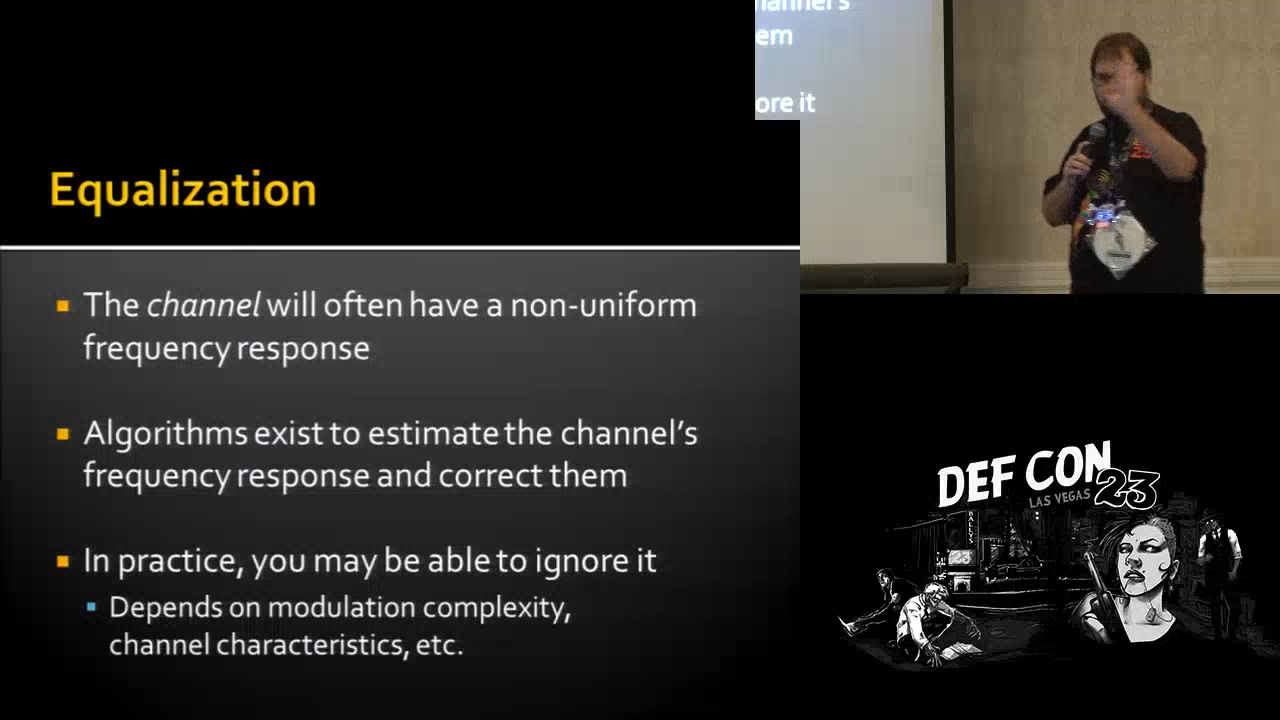 Equalization
The channel will often have a non-uniform
frequency response
Algorithms exist to estimate the channel's
frequency response and correct them
In practice, you may be able to ignore it
Depends on modulation complexity,
channel characteristics, etc.
em
ore it
DEF CON
LAS VEGAS 23
BALLYS